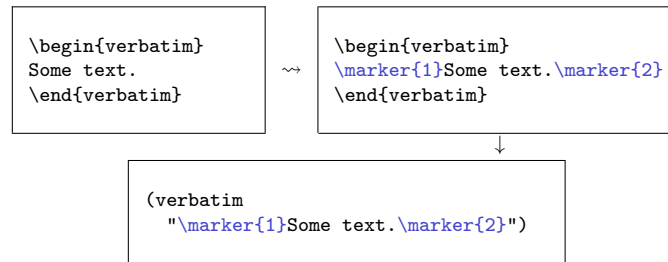 \begin{verbatim}
Some text.
\end{verbatim}
⇝
\begin{verbatim}
\marker{1}Some text.\marker{2}
\end{verbatim}
↓
(verbatim
  "\marker{1}Some text.\marker{2}")